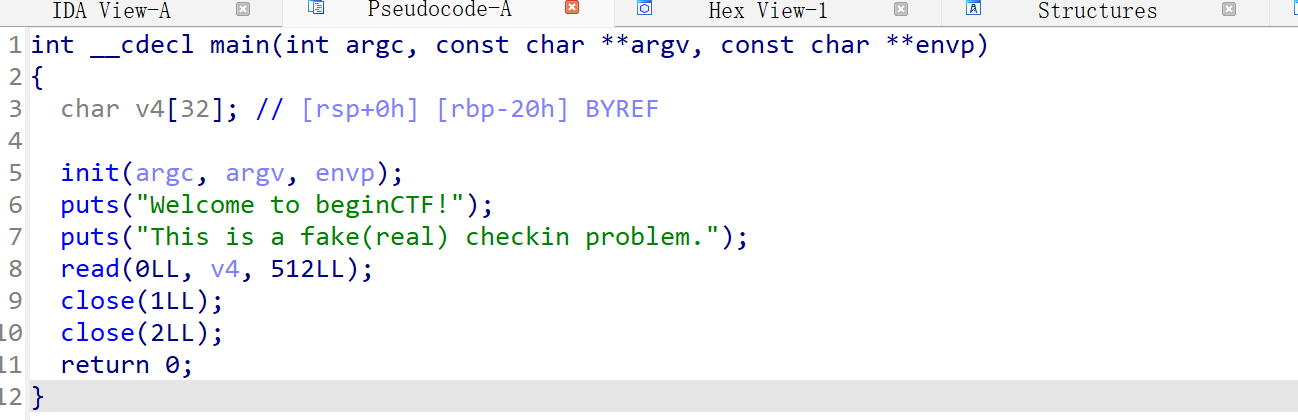 IDA View-A Pseudocode-A Hex View-1 Structures
1 int __cdecl main(int argc, const char **argv, const char **envp)
2 {
3   char v4[32]; // [rsp+0h] [rbp-20h] BYREF
4
5   init(argc, argv, envp);
6   puts("Welcome to beginCTF!");
7   puts("This is a fake(real) checkin problem.");
8   read(0LL, v4, 512LL);
9   close(1LL);
10   close(2LL);
11   return 0;
12 }